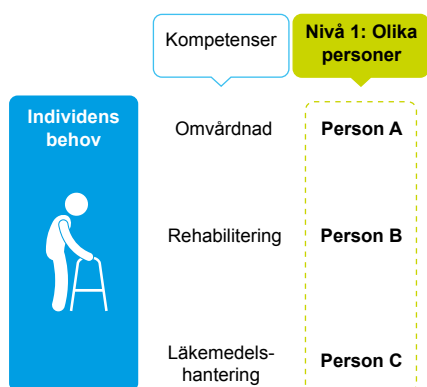 Kompetenser
Nivå 1: Olika
personer
Individens
behov
Omvårdnad
Person A
Rehabilitering
Person B
Läkemedels-
hantering
Person C